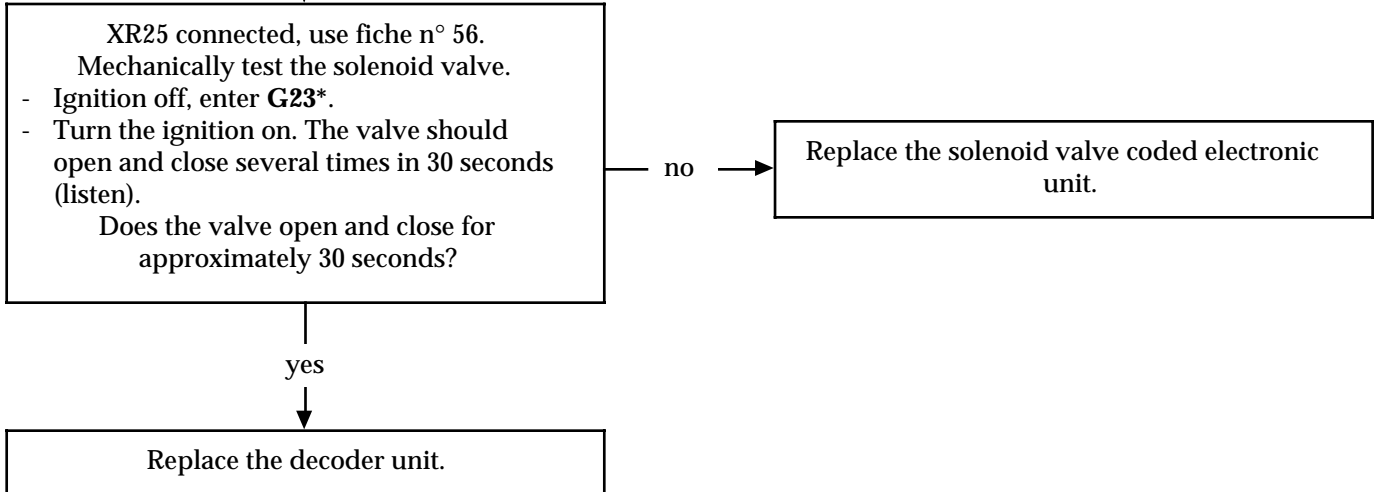 XR25 connected, use fiche n° 56.
Mechanically test the solenoid valve.
- Ignition off, enter G23*.
- Turn the ignition on. The valve should
open and close several times in 30 seconds
(listen).
Does the valve open and close for
approximately 30 seconds?
no
Replace the solenoid valve coded electronic
unit.
yes
Replace the decoder unit.